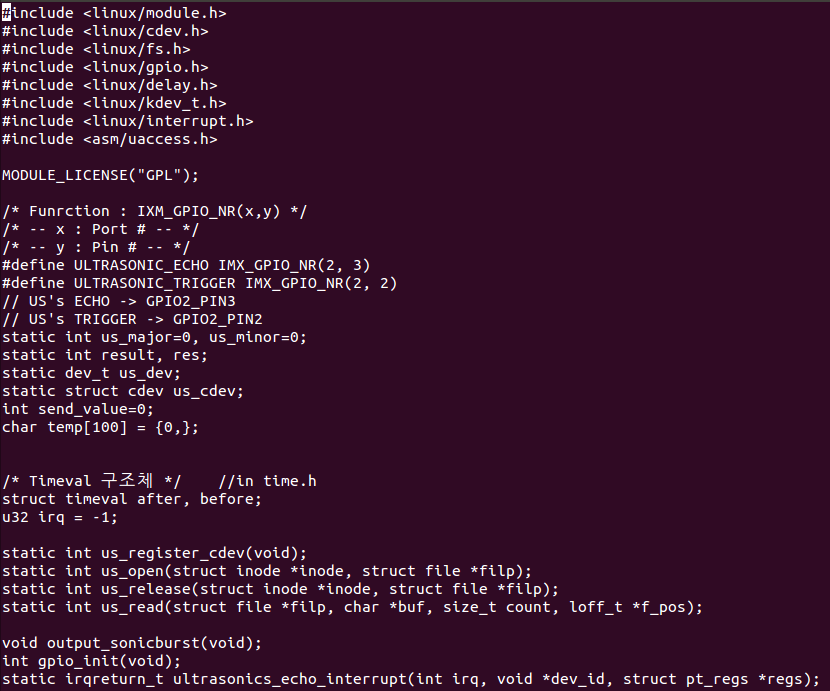 #include <linux/module.h>
#include <linux/cdev.h>
#include <linux/fs.h>
#include <linux/gpio.h>
#include <linux/delay.h>
#include <linux/kdev_t.h>
#include <linux/interrupt.h>
#include <asm/uaccess.h>
MODULE_LICENSE("GPL");
/* Funrction : IXM_GPIO_NR(x,y) */
/* -- x : Port # -- */
/* -- y : Pin # -- */
#define ULTRASONIC_ECHO IMX_GPIO_NR(2, 3)
#define ULTRASONIC_TRIGGER IMX_GPIO_NR(2, 2)
// US's ECHO -> GPIO2_PIN3
// US's TRIGGER -> GPIO2_PIN2
static int us_major=0, us_minor=0;
static int result, res;
static dev_t us_dev;
static struct cdev us_cdev;
int send_value=0;
char temp[100] = {0,};
/* Timeval 구조체 */    //in time.h
struct timeval after, before;
u32 irq = -1;
static int us_register_cdev(void);
static int us_open(struct inode *inode, struct file *filp);
static int us_release(struct inode *inode, struct file *filp);
static int us_read(struct file *filp, char *buf, size_t count, loff_t *f_pos);
void output_sonicburst(void);
int gpio_init(void);
static irqreturn_t ultrasonics_echo_interrupt(int irq, void *dev_id, struct pt_regs *regs);